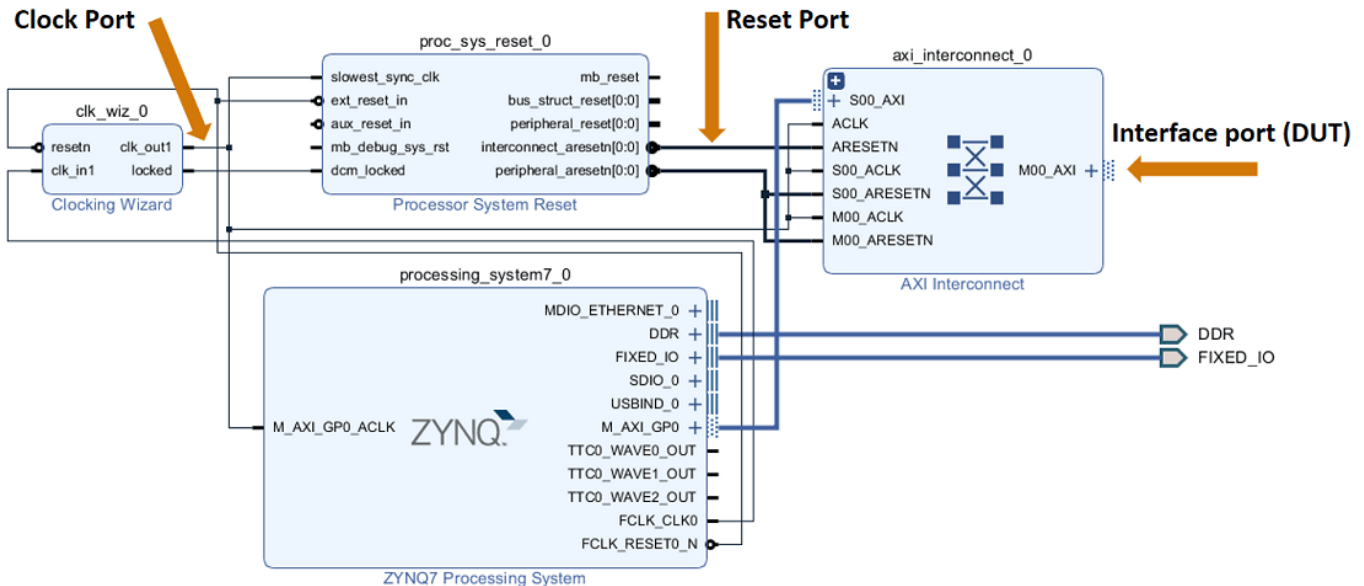 Clock Port
Reset Port
Interface port (DUT)
clk_wiz_0
resetn
clk_in1
clk_out1
locked
Clocking Wizard
proc_sys_reset_0
slowest_sync_clk
ext_reset_in
aux_reset_in
mb_debug_sys_rst
dcm_locked
mb_reset
bus_struct_reset[0:0]
peripheral_reset[0:0]
interconnect_aresetn[0:0]
peripheral_aresetn[0:0]
Processor System Reset
axi_interconnect_0
S00_AXI
ACLK
ARESETN
S00_ACLK
S00_ARESETN
M00_ACLK
M00_ARESETN
M00_AXI
AXI Interconnect
processing_system7_0
M_AXI_GP0_ACLK
ZYNQ
MDIO_ETHERNET_0
DDR
FIXED_IO
SDIO_0
USBIND_0
M_AXI_GP0
TTC0_WAVE0_OUT
TTC0_WAVE1_OUT
TTC0_WAVE2_OUT
FCLK_CLK0
FCLK_RESET0_N
ZYNQ7 Processing System
DDR
FIXED_IO